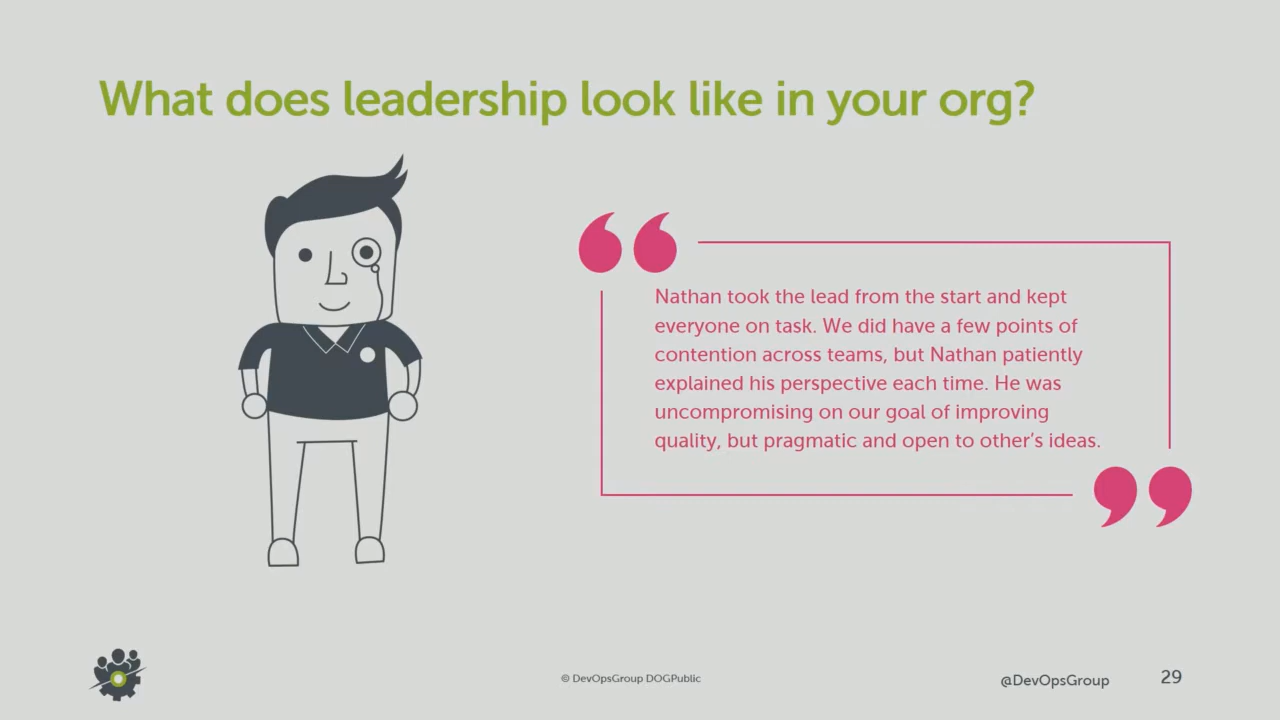 What does leadership look like in your org?
Nathan took the lead from the start and kept
everyone on task. We did have a few points of
contention across teams, but Nathan patiently
explained his perspective each time. He was
uncompromising on our goal of improving
quality, but pragmatic and open to other's ideas.
© DevOpsGroup DOGPublic
@DevOpsGroup
29